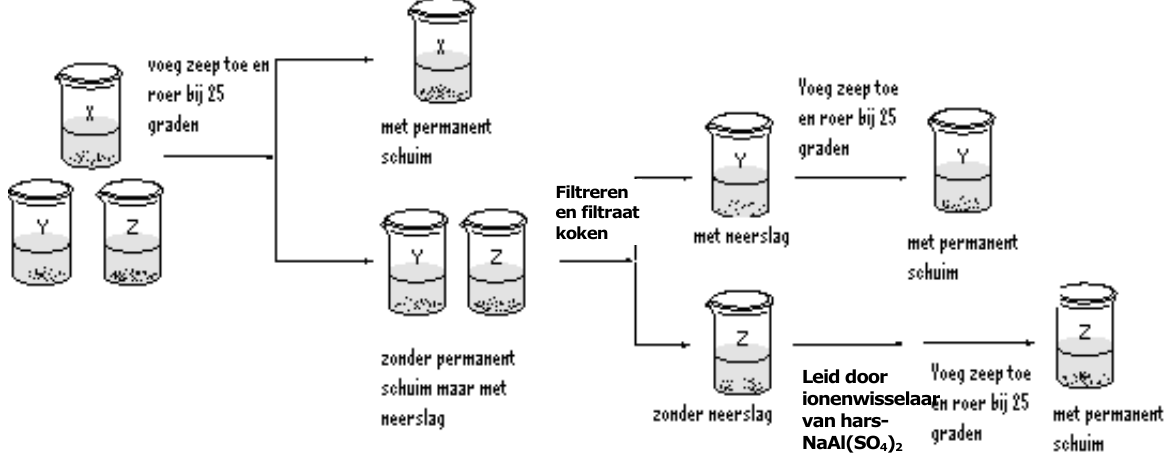 X
voeg zeep toe en
roer bij 25
graden
X
met permanent
schuim
Y
Z
Y
Z
zonder permanent
schuim maar met
neerslag
Filtreren
en filtraat
koken
Y
met neerslag
Voeg zeep toe
en roer bij 25
graden
Y
met permanent
schuim
Z
zonder neerslag
Leid door
ionenwisselaar
van hars-
NaAl(SO₄)₂
Voeg zeep toe
en roer bij 25
graden
Z
met permanent
schuim